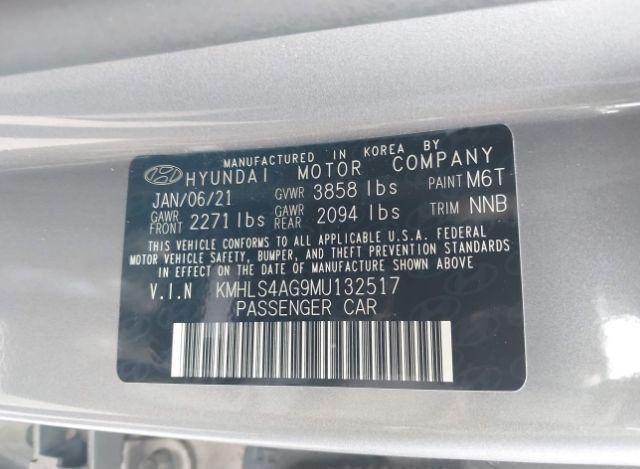 MANUFACTURED IN KOREA BY
HYUNDAI MOTOR COMPANY
JAN/06/21 GVWR 3858 lbs PAINT M6T
GAWR FRONT 2271 lbs GAWR REAR 2094 lbs TRIM NNB
THIS VEHICLE CONFORMS TO ALL APPLICABLE U.S.A. FEDERAL
MOTOR VEHICLE SAFETY, BUMPER, AND THEFT PREVENTION
STANDARDS IN EFFECT ON THE DATE OF MANUFACTURE SHOWN ABOVE.
V.I.N KMHLS4AG9MU132517
PASSENGER CAR